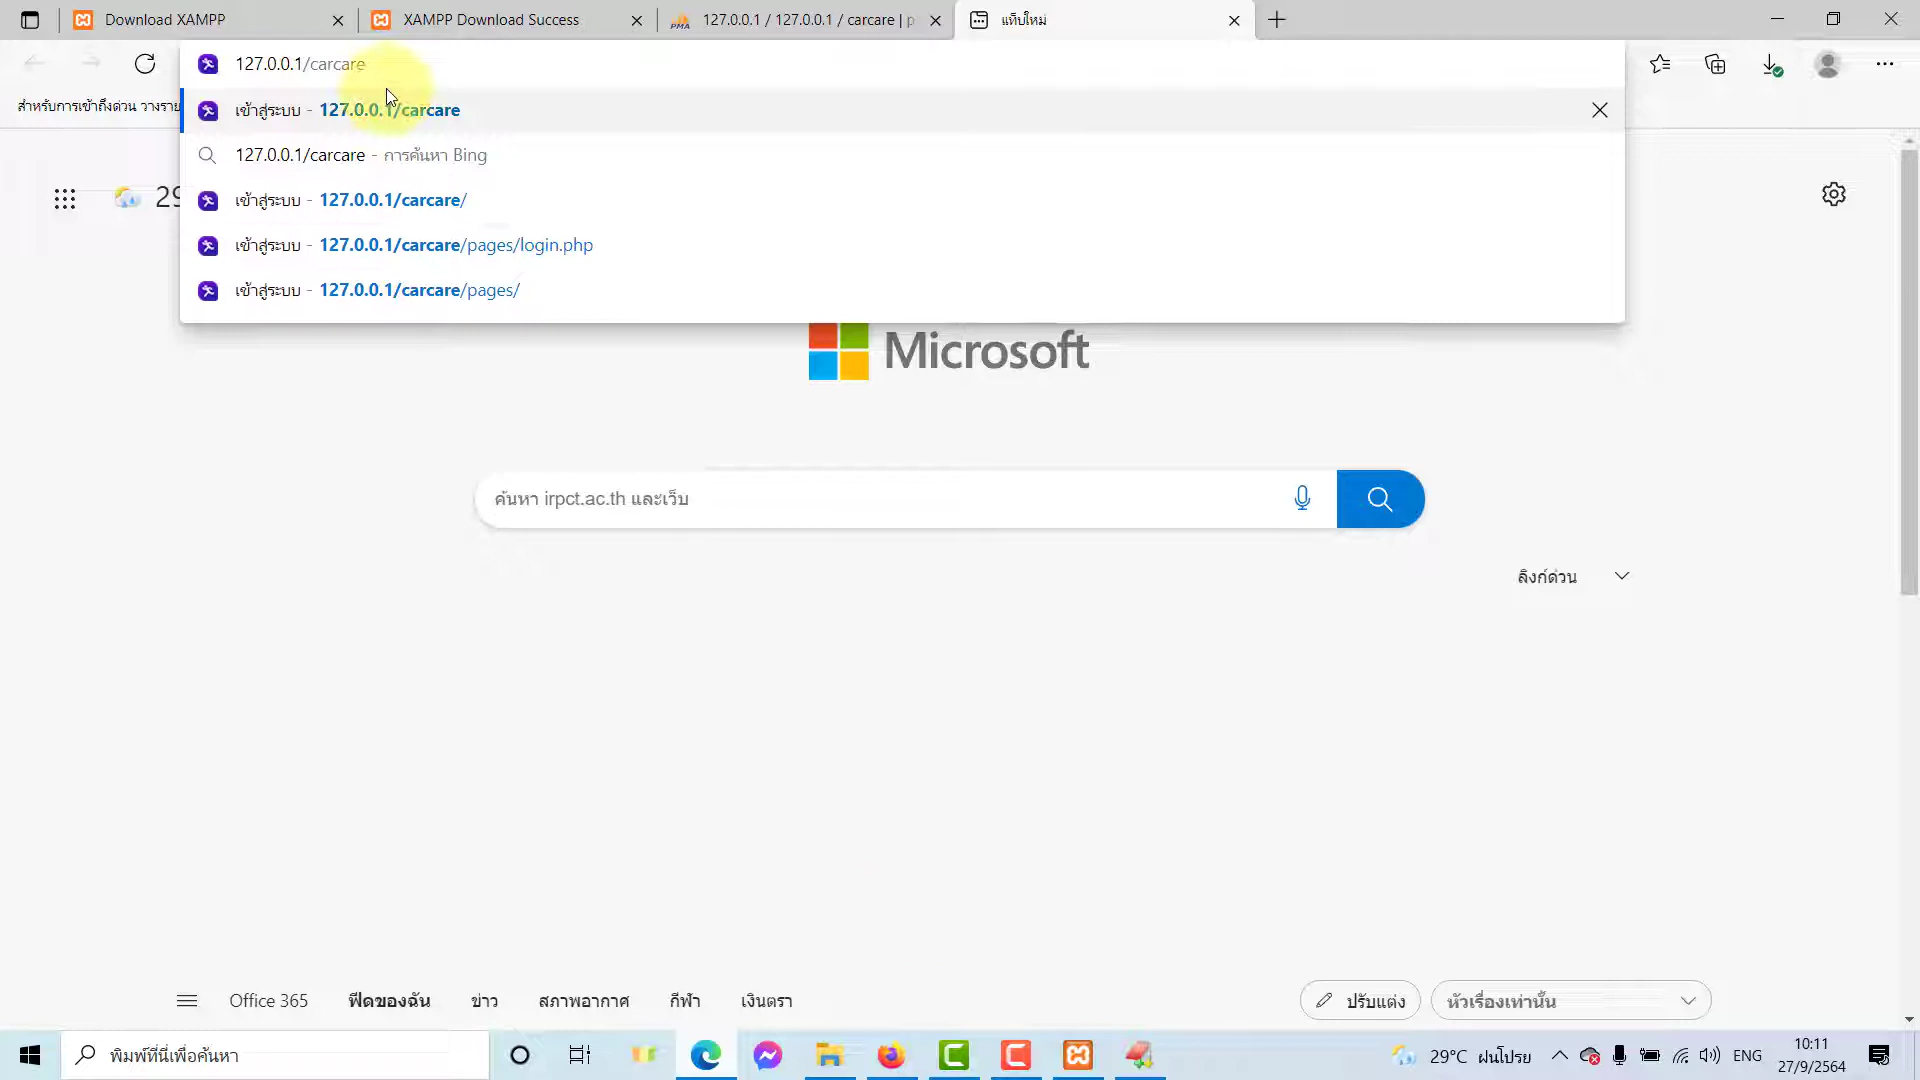 Download XAMPP
XAMPP Download Success
127.0.0.1 / 127.0.0.1 / carcare | p
แท็บใหม่
127.0.0.1/carcare
สำหรับการเข้าถึงด่วน วางราย
เข้าสู่ระบบ - 127.0.0.1/carcare
127.0.0.1/carcare - การค้นหา Bing
เข้าสู่ระบบ - 127.0.0.1/carcare/
เข้าสู่ระบบ - 127.0.0.1/carcare/pages/login.php
เข้าสู่ระบบ - 127.0.0.1/carcare/pages/
29
Microsoft
ค้นหา irpct.ac.th และเว็บ
ลิงก์ด่วน
Office 365
ฟีดของฉัน
ข่าว
สภาพอากาศ
กีฬา
เงินตรา
ปรับแต่ง
หัวเรื่องเท่านั้น
พิมพ์ที่นี่เพื่อค้นหา
29°C ฝนโปรย
ENG
10:11
27/9/2564